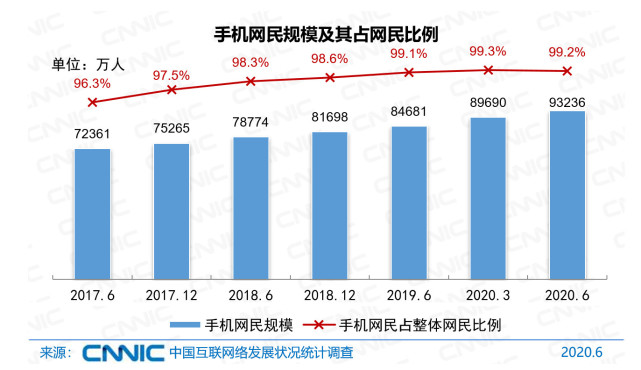 手机网民规模及其占网民比例
单位：万人
96.3% 97.5% 98.3% 98.6% 99.1% 99.3% 99.2%
72361 75265 78774 81698 84681 89690 93236
2017.6 2017.12 2018.6 2018.12 2019.6 2020.3 2020.6
手机网民规模 手机网民占整体网民比例
来源： CNNIC 中国互联网络发展状况统计调查 2020.6